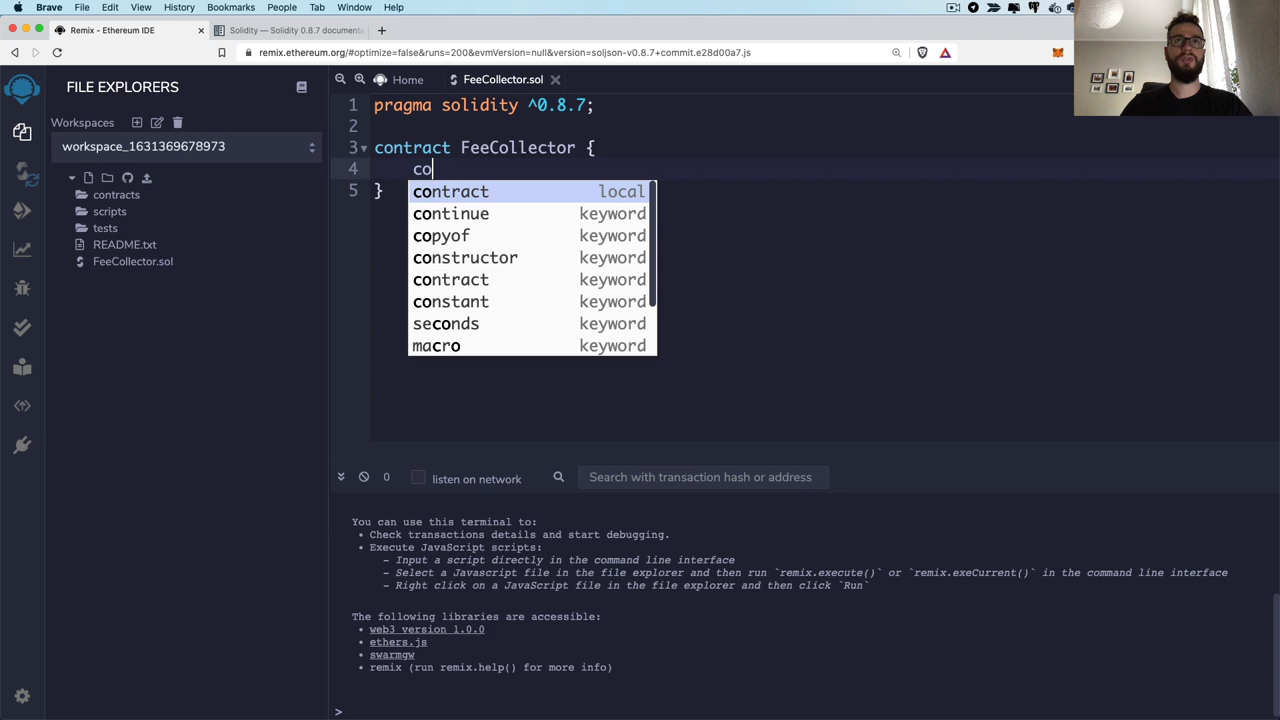 Brave File Edit View History Bookmarks People Tab Window Help
Remix - Ethereum IDE
Solidity — Solidity 0.8.7 documenta
remix.ethereum.org/#optimize=false&runs=200&evmVersion=null&version=soljson-v0.8.7+commit.e28d00a7.js
FILE EXPLORERS
Home
FeeCollector.sol
Workspaces
workspace_1631369678973
contracts
scripts
tests
README.txt
FeeCollector.sol
1 pragma solidity ^0.8.7;
2
3 contract FeeCollector {
4 co
5 }
contract local
continue keyword
copyof keyword
constructor keyword
contract keyword
constant keyword
seconds keyword
macro keyword
0 listen on network Search with transaction hash or address
You can use this terminal to:
• Check transactions details and start debugging.
• Execute JavaScript scripts:
- Input a script directly in the command line interface
- Select a Javascript file in the file explorer and then run `remix.execute()` or `remix.exeCurrent()` in the command line interface
- Right click on a JavaScript file in the file explorer and then click `Run`
The following libraries are accessible:
• web3 version 1.0.0
• ethers.js
• swarmgw
• remix (run remix.help() for more info)
>